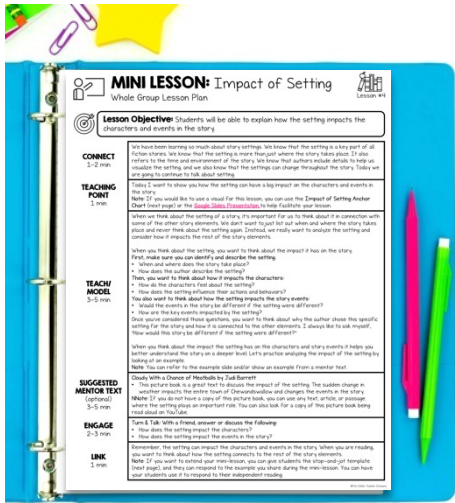 MINI LESSON: Impact of Setting
Whole Group Lesson Plan
Lesson #4
Lesson Objective: Students will be able to explain how the setting impacts the
characters and events in the story.
CONNECT
1-2 min
We have been learning so much about story settings. We know that the setting is a key part of all
fiction stories. We know that the setting is more than just where the story takes place. It also
refers to the time and environment of the story. We know that authors include details to help us
visualize the setting, and we also know that the settings can change throughout the story. Today we
are going to continue to talk about setting.
TEACHING
POINT
1 min
Today I want to show you how the setting can have a big impact on the characters and events in
the story.
Note: If you would like to use a visual for this lesson, you can use the Impact of Setting Anchor
Chart (next page) or the Google Slides Presentation to help facilitate your lesson.
TEACH/
MODEL
3-5 min
When we think about the setting of a story, it's important for us to think about it in connection with
some of the other story elements. We don't want to just list out when and where the story takes
place and never think about the setting again. Instead, we really want to analyze the setting and
consider how it impacts the rest of the story elements.
When you think about the setting, you want to think about the impact it has on the story.
First, make sure you can identify and describe the setting.
• When and where does the story take place?
• How does the author describe the setting?
Then, you want to think about how it impacts the characters:
• How do the characters feel about the setting?
• How does the setting influence their actions and behaviors?
You also want to think about how the setting impacts the story events:
• Would the events in the story be different if the setting were different?
• How are the key events impacted by the setting?
Once you've considered those questions, you want to think about why the author chose this specific
setting for the story and how it is connected to the other elements. I always like to ask myself,
"How would this story be different if the setting were different?"
When you think about the impact the setting has on the characters and story events it helps you
better understand the story on a deeper level. Let's practice analyzing the impact of the setting by
looking at an example.
Note: You can refer to the example slides and/or show an example from a mentor text.
SUGGESTED
MENTOR TEXT
(optional)
3-5 min
Cloudy With a Chance of Meatballs by Judi Barrett
• This picture book is a great text to discuss the impact of the setting. The sudden change in
weather impacts the entire town of Chewandswallow and changes the events in the story.
NNote: If you do not have a copy of this picture book, you can use any text, article, or passage
where the setting plays an important role. You can also look for a copy of this picture book being
read aloud on YouTube.
ENGAGE
2-3 min
Turn & Talk: With a friend, answer or discuss the following:
• How does the setting impact the characters?
• How does the setting impact the events in the story?
LINK
1 min
Remember, the setting can impact the characters and events in the story. When you are reading,
you want to think about how the setting connects to the rest of the story elements.
Note: If you want to extend your mini-lesson, you can give students the stop-and-jot template
(next page), and they can respond to the example you share during the mini-lesson. You can have
your students use it to respond to their independent reading.